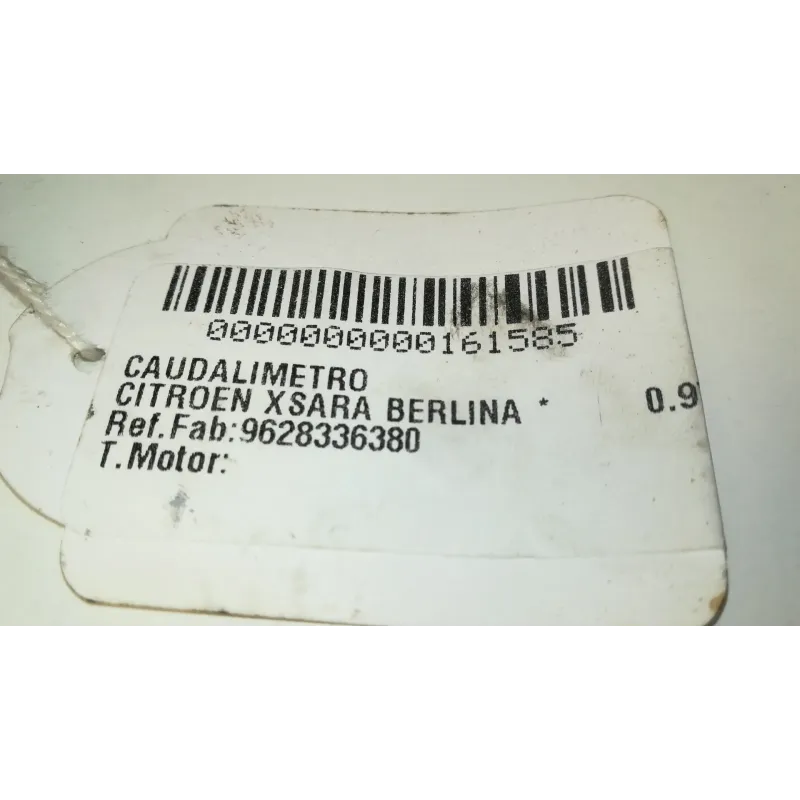 0000000000161585
CAUDALIMETRO
CITROEN XSARA BERLINA * 0.9
Ref.Fab:9628336380
T.Motor: